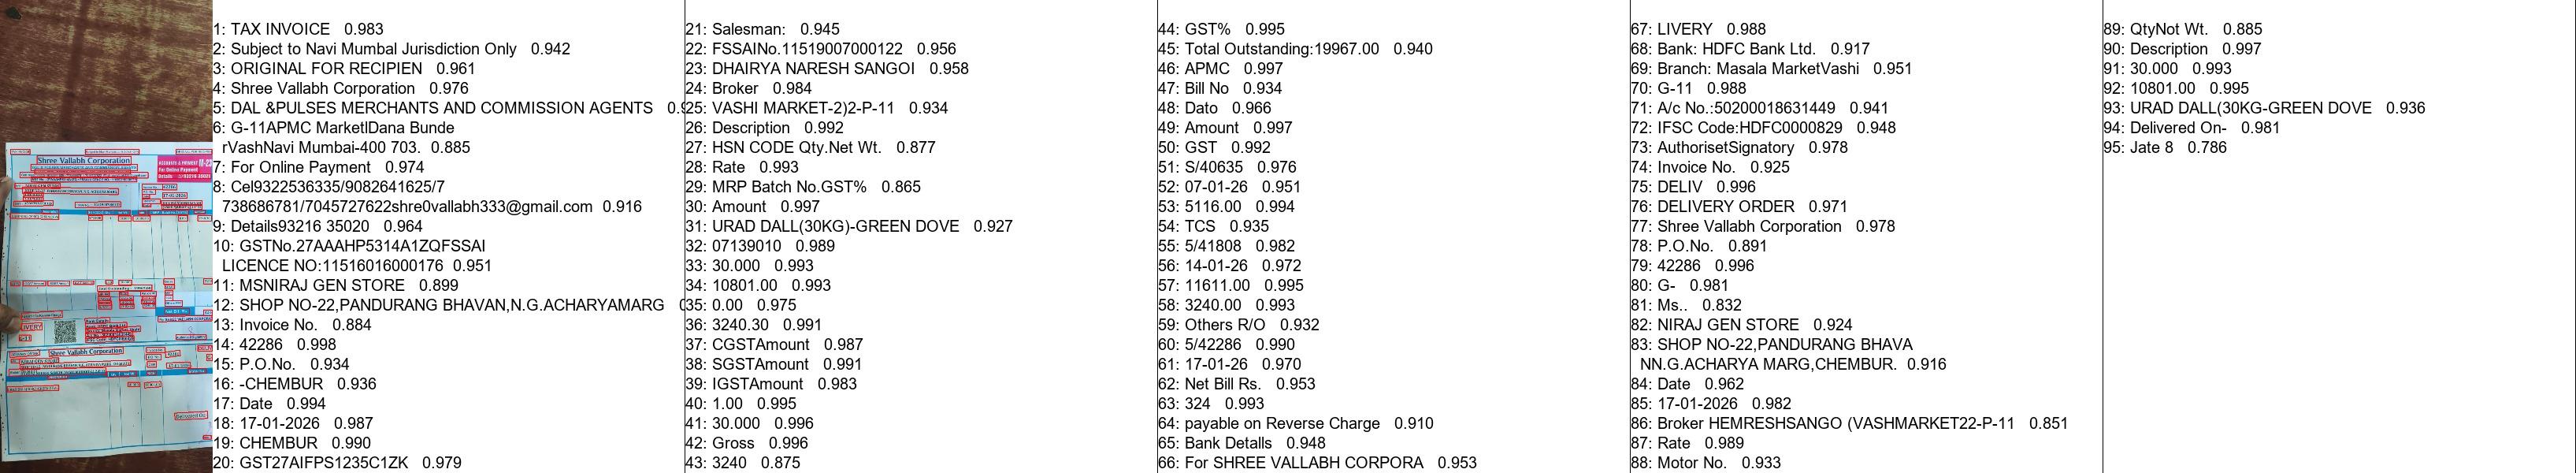 1: TAX INVOICE 0.983
2: Subject to Navi Mumbal Jurisdiction Only 0.942
3: ORIGINAL FOR RECIPIEN 0.961
4: Shree Vallabh Corporation 0.976
5: DAL &PULSES MERCHANTS AND COMMISSION AGENTS
6: G-11APMC MarketlDana Bunde
rVashNavi Mumbai-400 703. 0.885
7: For Online Payment 0.974
8: Cel9322536335/9082641625/7
738686781/7045727622shre0vallabh333@gmail.com 0.916
9: Details93216 35020 0.964
10: GSTNo.27AAAHP5314A1ZQFSSAI
LICENCE NO:11516016000176 0.951
11: MSNIRAJ GEN STORE 0.899
12: SHOP NO-22,PANDURANG BHAVAN,N.G.ACHARYAMARG
13: Invoice No. 0.884
14: 42286 0.998
15: P.O.No. 0.934
16: -CHEMBUR 0.936
17: Date 0.994
18: 17-01-2026 0.987
19: CHEMBUR 0.990
20: GST27AIFPS1235C1ZK 0.979
21: Salesman: 0.945
22: FSSAINo.11519007000122 0.956
23: DHAIRYA NARESH SANGOI 0.958
24: Broker 0.984
25: VASHI MARKET-2)2-P-11 0.934
26: Description 0.992
27: HSN CODE Qty.Net Wt. 0.877
28: Rate 0.993
29: MRP Batch No.GST% 0.865
30: Amount 0.997
31: URAD DALL(30KG)-GREEN DOVE 0.927
32: 07139010 0.989
33: 30.000 0.993
34: 10801.00 0.993
35: 0.00 0.975
36: 3240.30 0.991
37: CGSTAmount 0.987
38: SGSTAmount 0.991
39: IGSTAmount 0.983
40: 1.00 0.995
41: 30.000 0.996
42: Gross 0.996
43: 3240 0.875
44: GST% 0.995
45: Total Outstanding:19967.00 0.940
46: APMC 0.997
47: Bill No 0.934
48: Dato 0.966
49: Amount 0.997
50: GST 0.992
51: S/40635 0.976
52: 07-01-26 0.951
53: 5116.00 0.994
54: TCS 0.935
55: 5/41808 0.982
56: 14-01-26 0.972
57: 11611.00 0.995
58: 3240.00 0.993
59: Others R/O 0.932
60: 5/42286 0.990
61: 17-01-26 0.970
62: Net Bill Rs. 0.953
63: 324 0.993
64: payable on Reverse Charge 0.910
65: Bank Detalls 0.948
66: For SHREE VALLABH CORPORA 0.953
67: LIVERY 0.988
68: Bank: HDFC Bank Ltd. 0.917
69: Branch: Masala MarketVashi 0.951
70: G-11 0.988
71: A/c No.:50200018631449 0.941
72: IFSC Code:HDFC0000829 0.948
73: AuthorisetSignatory 0.978
74: Invoice No. 0.925
75: DELIV 0.996
76: DELIVERY ORDER 0.971
77: Shree Vallabh Corporation 0.978
78: P.O.No. 0.891
79: 42286 0.996
80: G- 0.981
81: Ms.. 0.832
82: NIRAJ GEN STORE 0.924
83: SHOP NO-22,PANDURANG BHAVA
NN.G.ACHARYA MARG,CHEMBUR. 0.916
84: Date 0.962
85: 17-01-2026 0.982
86: Broker HEMRESHSANGO (VASHMARKET22-P-11 0.851
87: Rate 0.989
88: Motor No. 0.933
89: QtyNot Wt. 0.885
90: Description 0.997
91: 30.000 0.993
92: 10801.00 0.995
93: URAD DALL(30KG-GREEN DOVE 0.936
94: Delivered On- 0.981
95: Jate 8 0.786